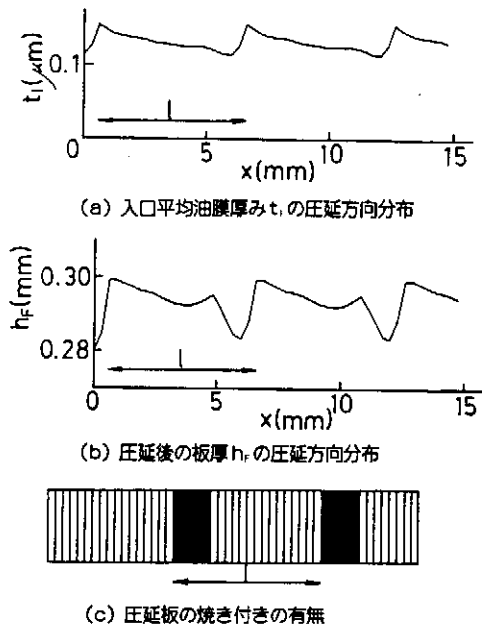 0.1
t₁(μm)
L
0
5
10
15
x(mm)
(a) 入口平均油膜厚みt₁の圧延方向分布
0.30
hF(mm)
0.28
L
0
5
10
15
x(mm)
(b) 圧延後の板厚hFの圧延方向分布
L
(c) 圧延板の焼き付きの有無